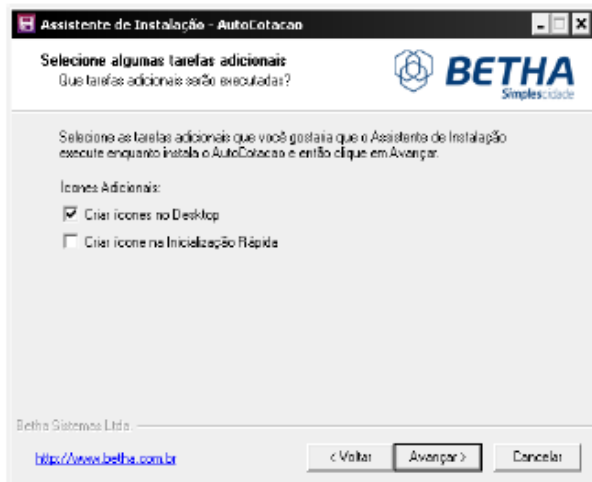 Assistente de Instalação - AutoCotacao
Selecione algumas tarefas adicionais
Que tarefas adicionais serão executadas?
BETHA
Simplescidade
Selecione as tarefas adicionais que você gostaria que o Assistente de Instalação
execute enquanto instala o AutoCotacao e então clique em Avançar.
Ícones Adicionais:
Criar ícones no Desktop
Criar ícone na Inicialização Rápida
Betha Sistemas Ltda.
http://www.betha.com.br
< Voltar
Avançar >
Cancelar